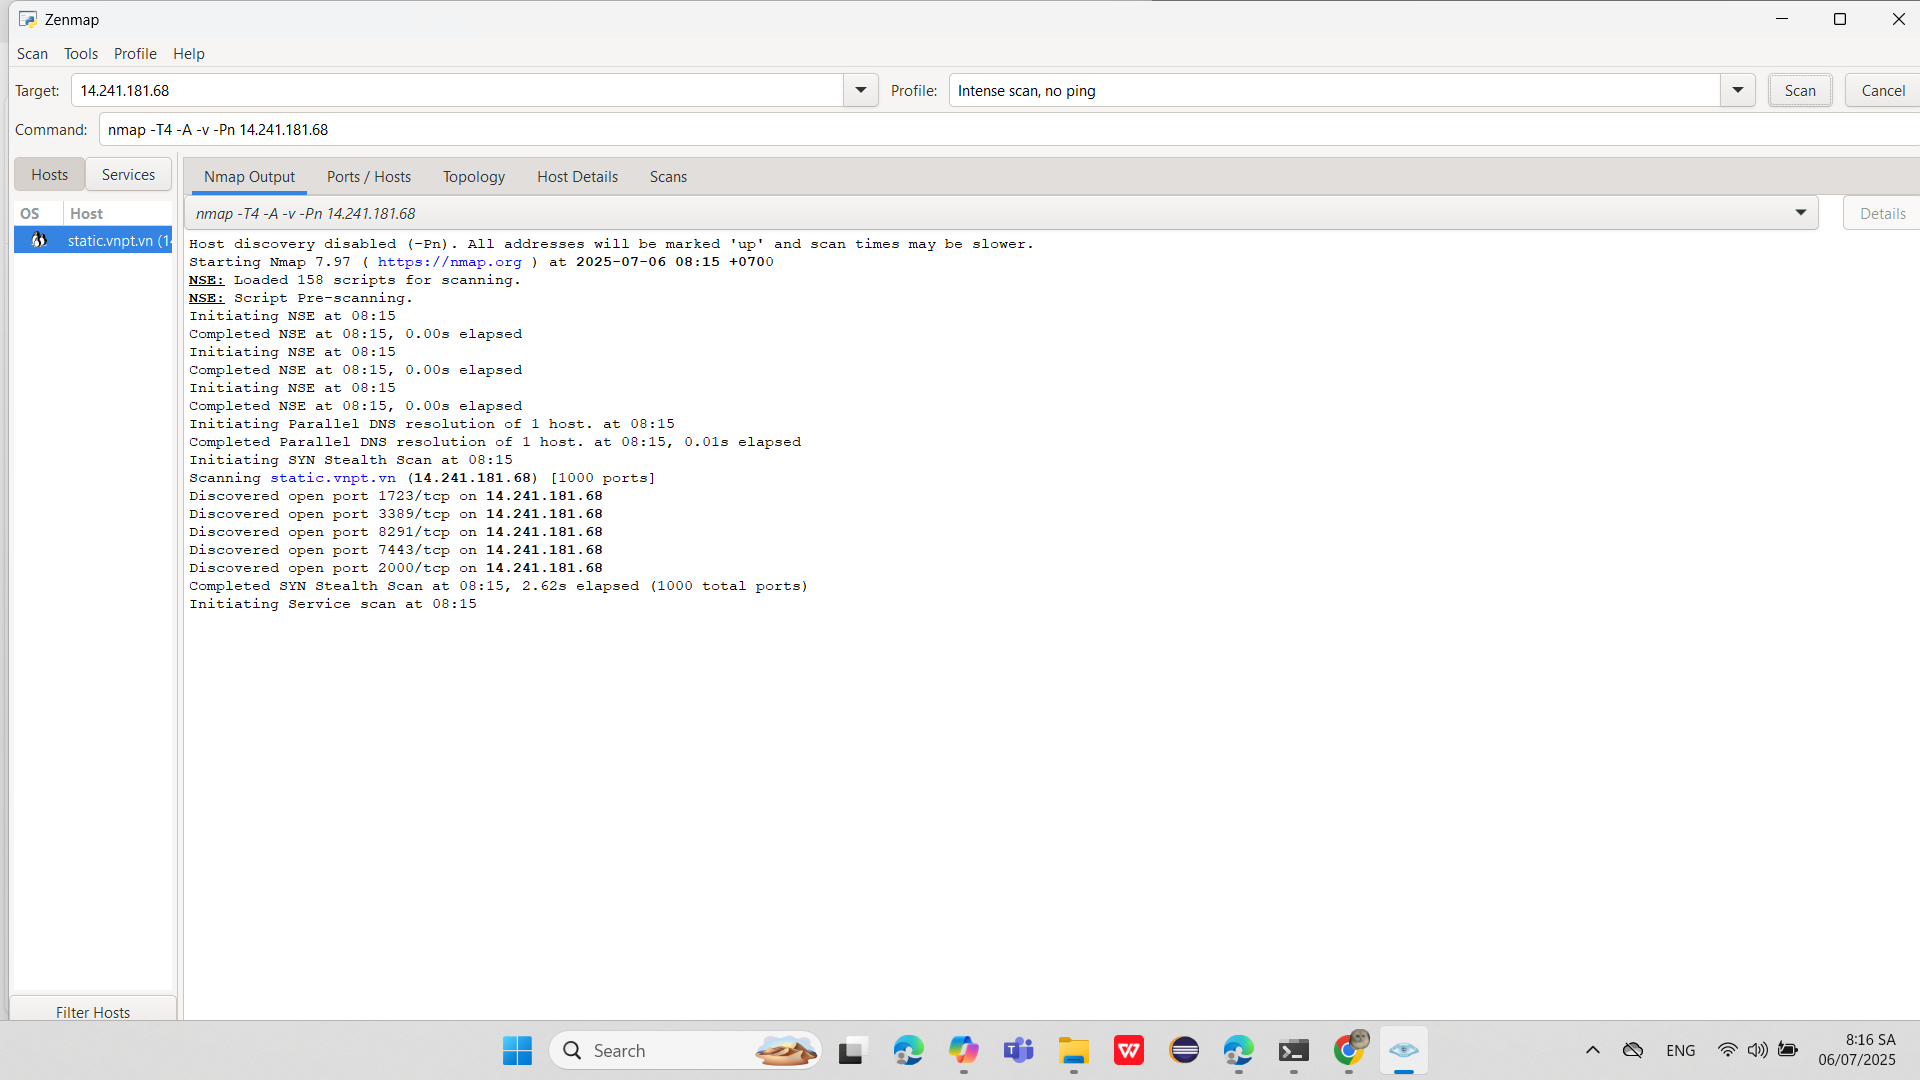 Zenmap
Scan Tools Profile Help
Target: 14.241.181.68 Profile: Intense scan, no ping Scan Cancel
Command: nmap -T4 -A -v -Pn 14.241.181.68
Hosts Services Nmap Output Ports / Hosts Topology Host Details Scans
OS Host
static.vnpt.vn (14
nmap -T4 -A -v -Pn 14.241.181.68 Details
Host discovery disabled (-Pn). All addresses will be marked 'up' and scan times may be slower.
Starting Nmap 7.97 ( https://nmap.org ) at 2025-07-06 08:15 +0700
NSE: Loaded 158 scripts for scanning.
NSE: Script Pre-scanning.
Initiating NSE at 08:15
Completed NSE at 08:15, 0.00s elapsed
Initiating NSE at 08:15
Completed NSE at 08:15, 0.00s elapsed
Initiating NSE at 08:15
Completed NSE at 08:15, 0.00s elapsed
Initiating Parallel DNS resolution of 1 host. at 08:15
Completed Parallel DNS resolution of 1 host. at 08:15, 0.01s elapsed
Initiating SYN Stealth Scan at 08:15
Scanning static.vnpt.vn (14.241.181.68) [1000 ports]
Discovered open port 1723/tcp on 14.241.181.68
Discovered open port 3389/tcp on 14.241.181.68
Discovered open port 8291/tcp on 14.241.181.68
Discovered open port 7443/tcp on 14.241.181.68
Discovered open port 2000/tcp on 14.241.181.68
Completed SYN Stealth Scan at 08:15, 2.62s elapsed (1000 total ports)
Initiating Service scan at 08:15
Filter Hosts
Search
ENG
8:16 SA
06/07/2025